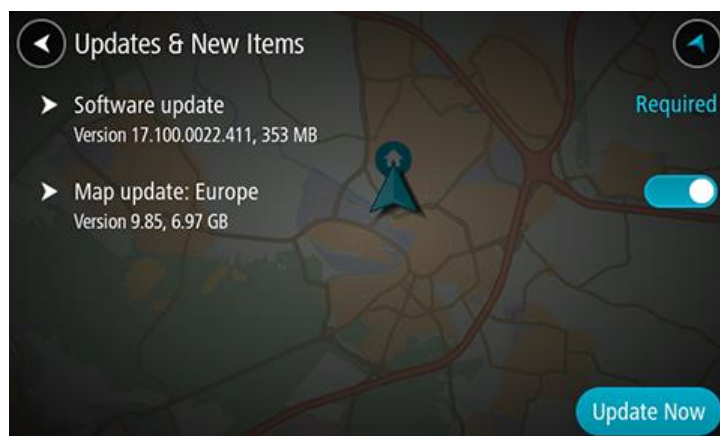 Updates & New Items
Software update
Required
Version 17.100.0022.411, 353 MB
Map update: Europe
Version 9.85, 6.97 GB
Update Now